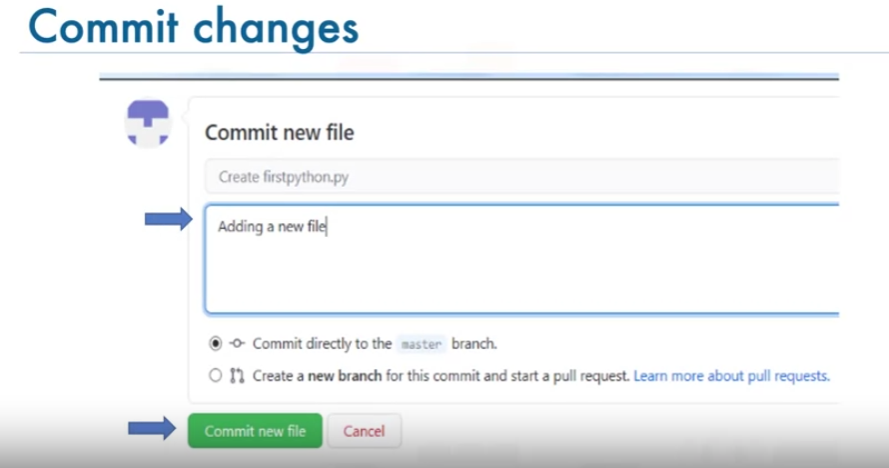 Commit changes
Commit new file
Create firstpython.py
Adding a new file
Commit directly to the master branch.
Create a new branch for this commit and start a pull request. Learn more about pull requests.
Commit new file
Cancel